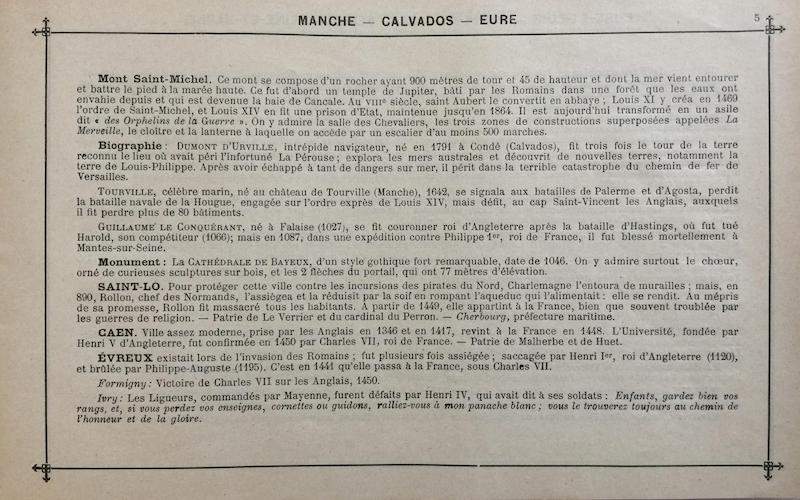 MANCHE — CALVADOS — EURE
5
Mont Saint-Michel. Ce mont se compose d'un rocher ayant 900 mètres de tour et 45 de hauteur et dont la mer vient entourer
et battre le pied à la marée haute. Ce fut d'abord un temple de Jupiter, bâti par les Romains dans une forêt que les eaux ont
envahie depuis et qui est devenue la baie de Cancale. Au VIIIe siècle, saint Aubert le convertit en abbaye ; Louis XI y créa en 1469
l'ordre de Saint-Michel, et Louis XIV en fit une prison d'Etat, maintenue jusqu'en 1864. Il est aujourd'hui transformé en un asile
dit « des Orphelins de la Guerre ». On y admire la salle des Chevaliers, les trois zones de constructions superposées appelées La
Merveille, le cloître et la lanterne à laquelle on accède par un escalier d'au moins 500 marches.
Biographie : DUMONT D'URVILLE, intrépide navigateur, né en 1791 à Condé (Calvados), fit trois fois le tour de la terre
reconnu le lieu où avait péri l'infortuné La Pérouse ; explora les mers australes et découvrit de nouvelles terres, notamment la
terre de Louis-Philippe. Après avoir échappé à tant de dangers sur mer, il périt dans la terrible catastrophe du chemin de fer de
Versailles.
TOURVILLE, célèbre marin, né au château de Tourville (Manche), 1642, se signala aux batailles de Palerme et d'Agosta, perdit
la bataille navale de la Hougue, engagée sur l'ordre exprès de Louis XIV, mais défit, au cap Saint-Vincent les Anglais, auxquels
il fit perdre plus de 80 bâtiments.
GUILLAUME LE CONQUÉRANT, né à Falaise (1027), se fit couronner roi d'Angleterre après la bataille d'Hastings, où fut tué
Harold, son compétiteur (1066); mais en 1087, dans une expédition contre Philippe 1er, roi de France, il fut blessé mortellement à
Mantes-sur-Seine.
Monument : La CATHÉDRALE DE BAYEUX, d'un style gothique fort remarquable, date de 1046. On y admire surtout le chœur,
orné de curieuses sculptures sur bois, et les 2 flèches du portail, qui ont 77 mètres d'élévation.
SAINT-LO. Pour protéger cette ville contre les incursions des pirates du Nord, Charlemagne l'entoura de murailles ; mais, en
890, Rollon, chef des Normands, l'assiégea et la réduisit par la soif en rompant l'aqueduc qui l'alimentait : elle se rendit. Au mépris
de sa promesse, Rollon fit massacré tous les habitants. A partir de 1449, elle appartint à la France, bien que souvent troublée par
les guerres de religion. — Patrie de Le Verrier et du cardinal du Perron. — Cherbourg, préfecture maritime.
CAEN. Ville assez moderne, prise par les Anglais en 1346 et en 1417, revint à la France en 1448. L'Université, fondée par
Henri V d'Angleterre, fut confirmée en 1450 par Charles VII, roi de France. — Patrie de Malherbe et de Huet.
ÉVREUX existait lors de l'invasion des Romains ; fut plusieurs fois assiégée ; saccagée par Henri Ier, roi d'Angleterre (1120),
et brûlée par Philippe-Auguste (1195). C'est en 1441 qu'elle passa à la France, sous Charles VII.
Formigny : Victoire de Charles VII sur les Anglais, 1450.
Ivry : Les Ligueurs, commandés par Mayenne, furent défaits par Henri IV, qui avait dit à ses soldats : Enfants, gardez bien vos
rangs, et, si vous perdez vos enseignes, cornettes ou guidons, ralliez-vous à mon panache blanc ; vous le trouverez toujours au chemin de
l'honneur et de la gloire.